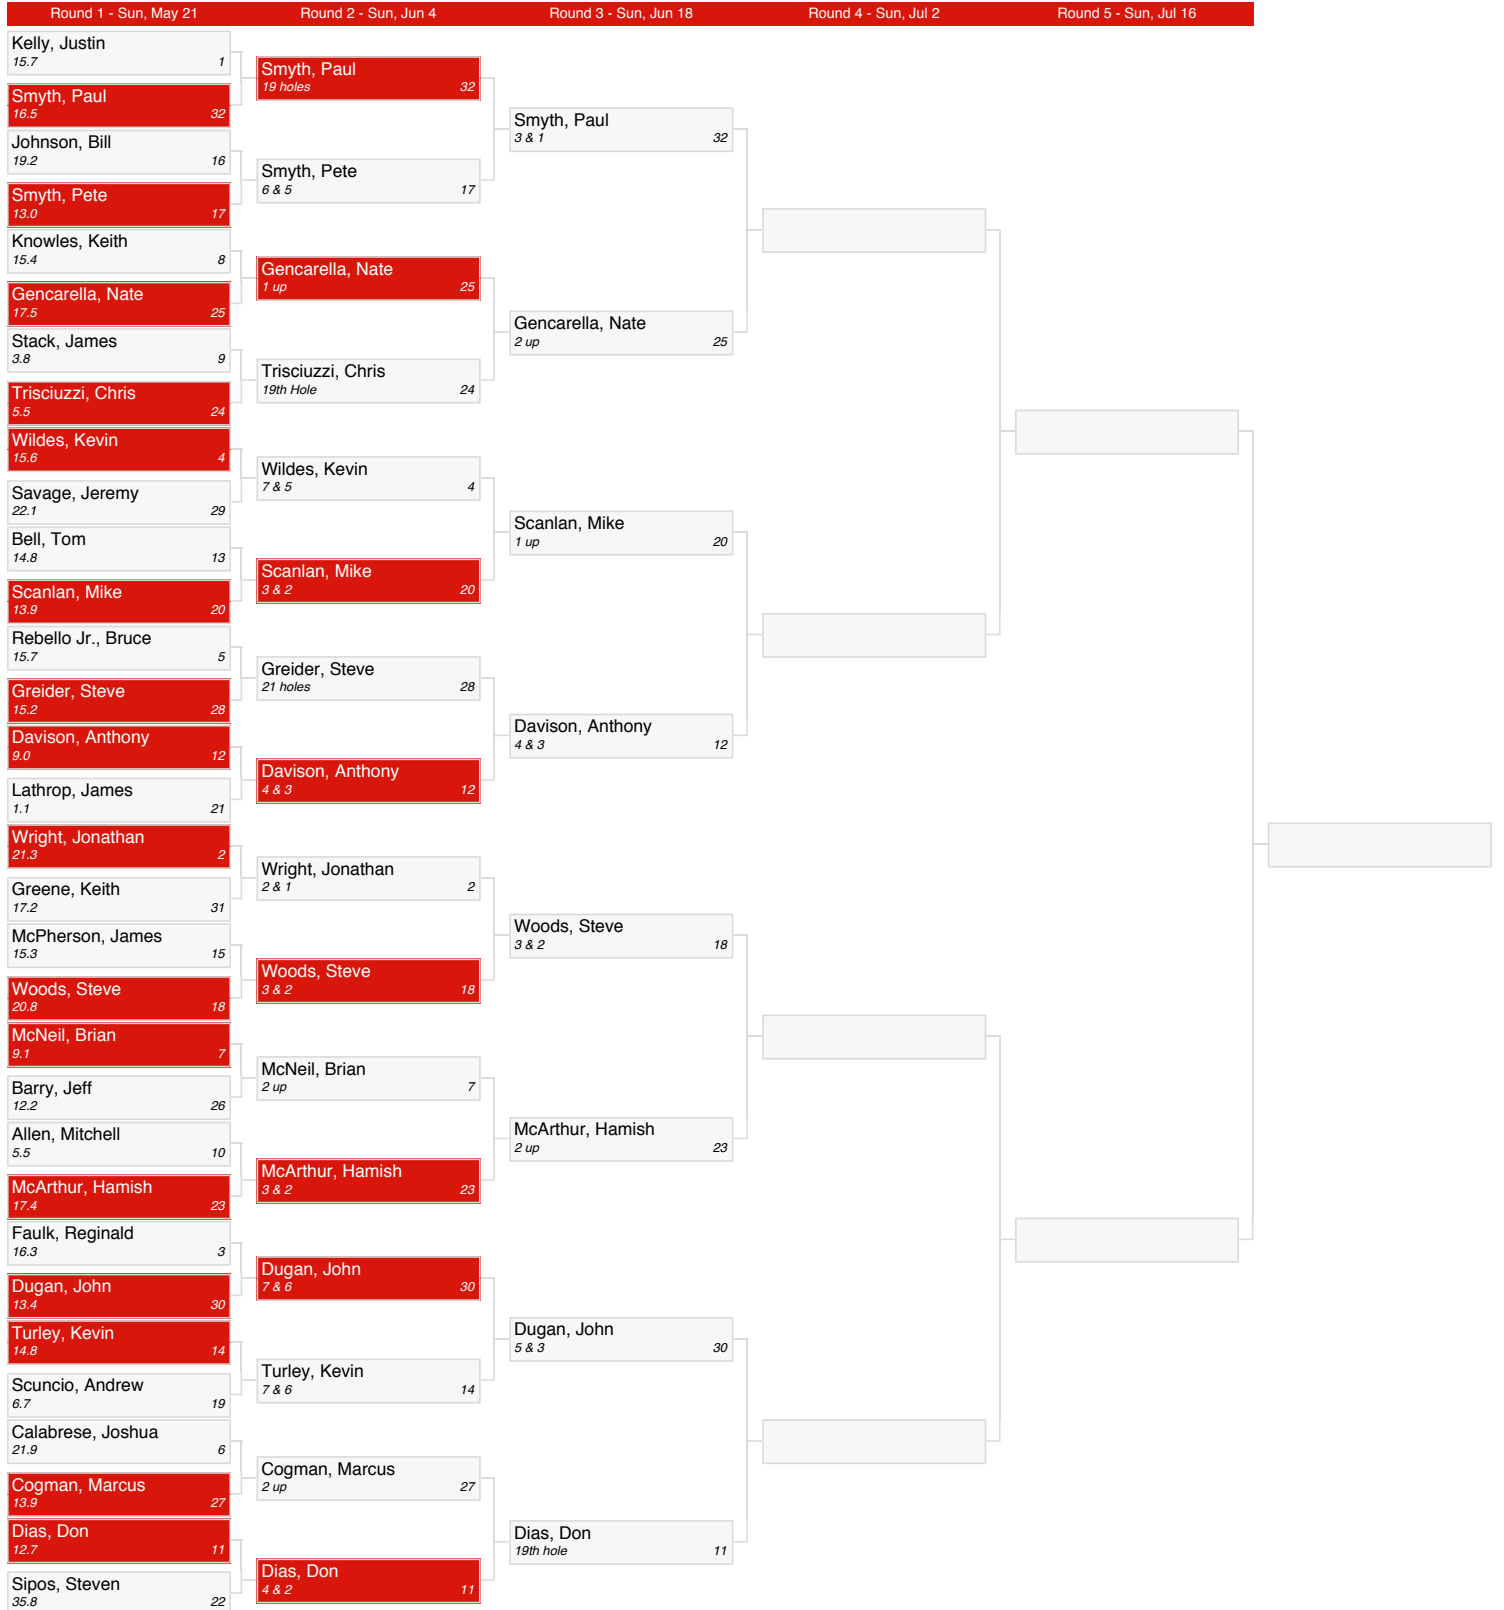 Round 1 - Sun, May 21
Round 2 - Sun, Jun 4
Round 3 - Sun, Jun 18
Round 4 - Sun, Jul 2
Round 5 - Sun, Jul 16
Kelly, Justin
15.7 1
Smyth, Paul
16.5 32
Johnson, Bill
19.2 16
Smyth, Pete
13.0 17
Knowles, Keith
15.4 8
Gencarella, Nate
17.5 25
Stack, James
3.8 9
Trisciuzzi, Chris
5.5 24
Wildes, Kevin
15.6 4
Savage, Jeremy
22.1 29
Bell, Tom
14.8 13
Scanlan, Mike
13.9 20
Rebello Jr., Bruce
15.7 5
Greider, Steve
15.2 28
Davison, Anthony
9.0 12
Lathrop, James
1.1 21
Wright, Jonathan
21.3 2
Greene, Keith
17.2 31
McPherson, James
15.3 15
Woods, Steve
20.8 18
McNeil, Brian
9.1 7
Barry, Jeff
12.2 26
Allen, Mitchell
5.5 10
McArthur, Hamish
17.4 23
Faulk, Reginald
16.3 3
Dugan, John
13.4 30
Turley, Kevin
14.8 14
Scuncio, Andrew
6.7 19
Calabrese, Joshua
21.9 6
Cogman, Marcus
13.9 27
Dias, Don
12.7 11
Sipos, Steven
35.8 22
Smyth, Paul
19 holes 32
Smyth, Pete
6 & 5 17
Gencarella, Nate
1 up 25
Trisciuzzi, Chris
19th Hole 24
Wildes, Kevin
7 & 5 4
Scanlan, Mike
3 & 2 20
Greider, Steve
21 holes 28
Davison, Anthony
4 & 3 12
Wright, Jonathan
2 & 1 2
Woods, Steve
3 & 2 18
McNeil, Brian
2 up 7
McArthur, Hamish
3 & 2 23
Dugan, John
7 & 6 30
Turley, Kevin
7 & 6 14
Cogman, Marcus
2 up 27
Dias, Don
4 & 2 11
Smyth, Paul
3 & 1 32
Gencarella, Nate
2 up 25
Scanlan, Mike
1 up 20
Davison, Anthony
4 & 3 12
Woods, Steve
3 & 2 18
McArthur, Hamish
2 up 23
Dugan, John
5 & 3 30
Dias, Don
19th hole 11